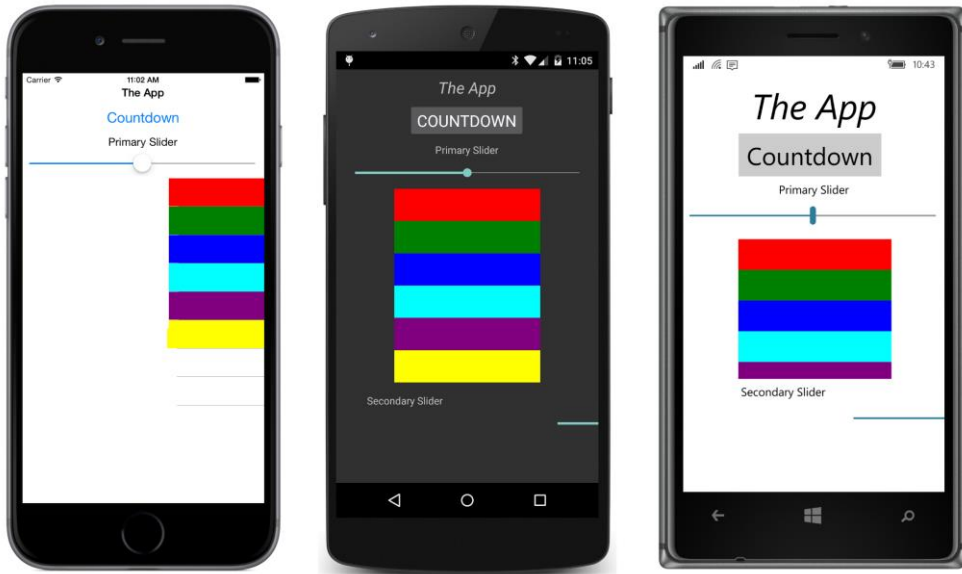 Carrier
11:02 AM
The App
Countdown
Primary Slider
11:05
The App
COUNTDOWN
Primary Slider
Secondary Slider
10:43
The App
Countdown
Primary Slider
Secondary Slider